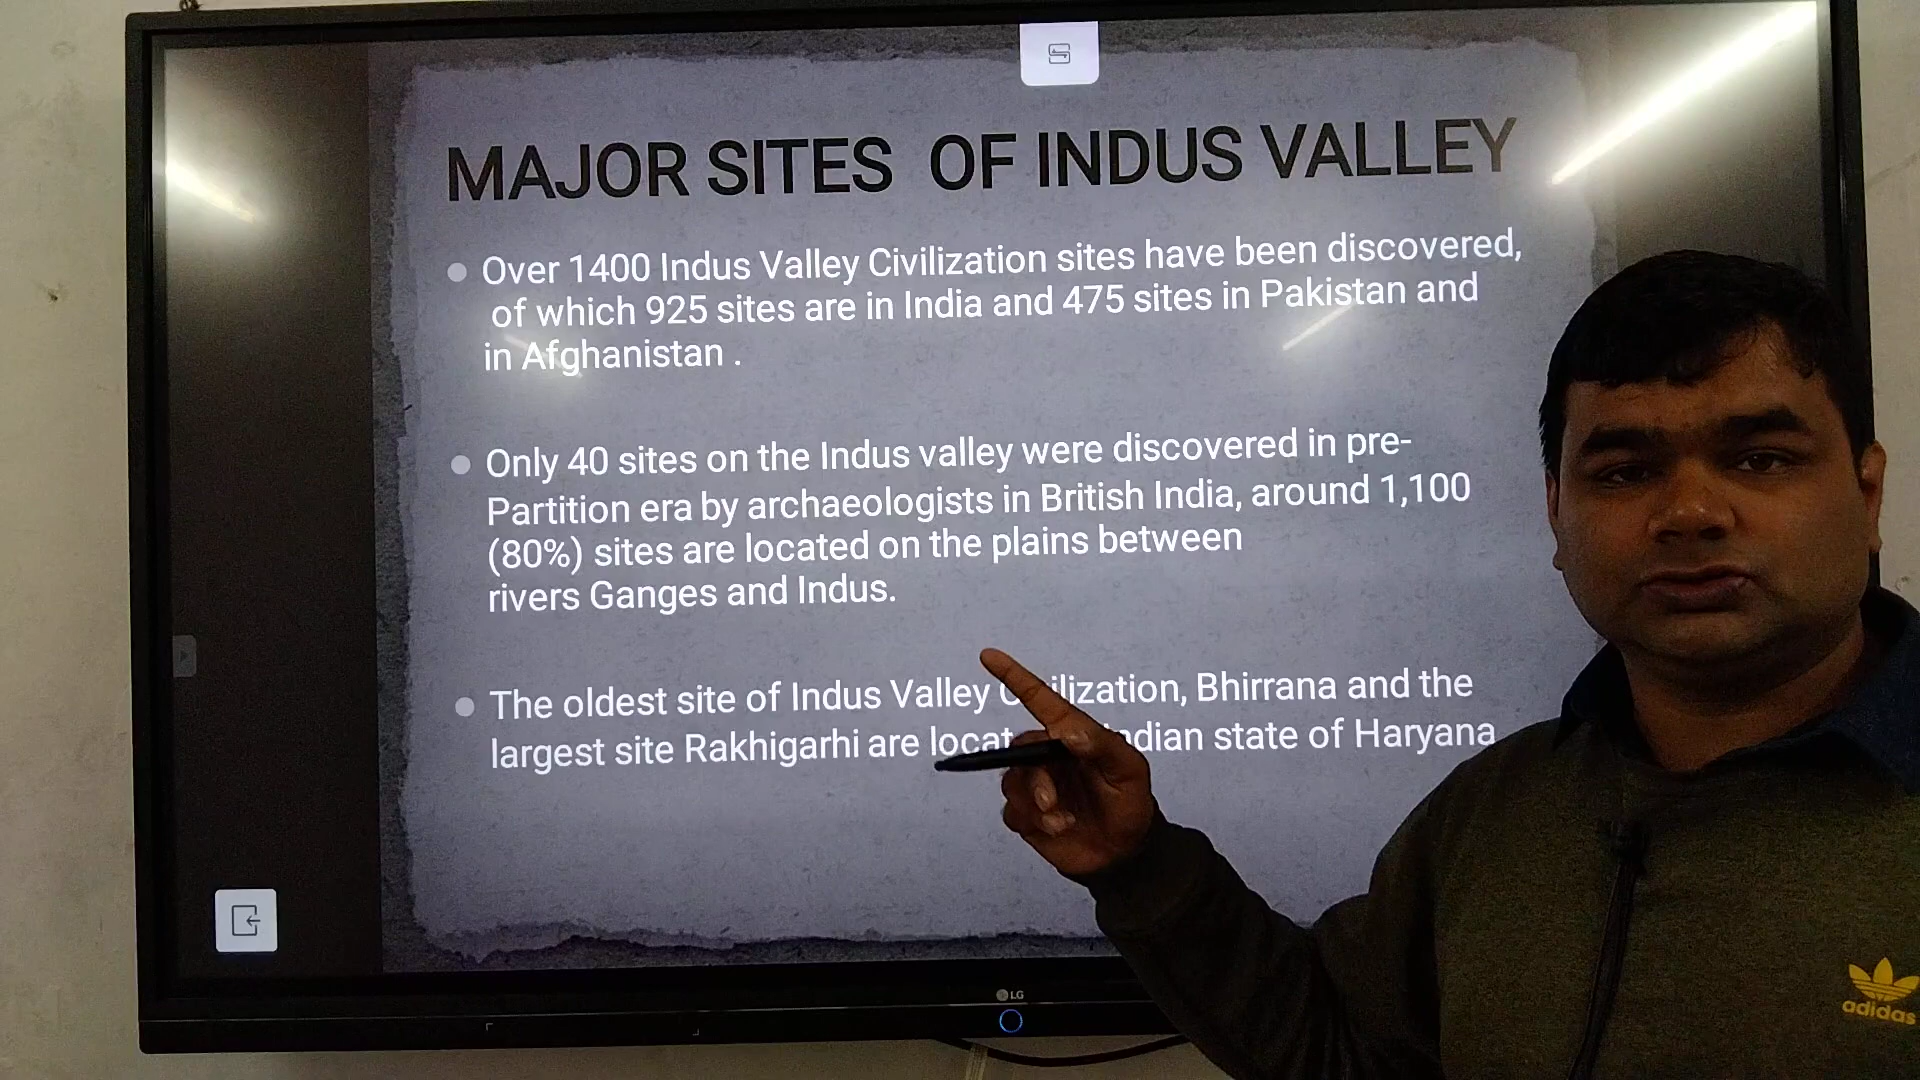 MAJOR SITES OF INDUS VALLEY
Over 1400 Indus Valley Civilization sites have been discovered,
of which 925 sites are in India and 475 sites in Pakistan and
in Afghanistan .
Only 40 sites on the Indus valley were discovered in pre-
Partition era by archaeologists in British India, around 1,100
(80%) sites are located on the plains between
rivers Ganges and Indus.
The oldest site of Indus Valley Civilization, Bhirrana and the
largest site Rakhigarhi are located Indian state of Haryana
LG
adidas